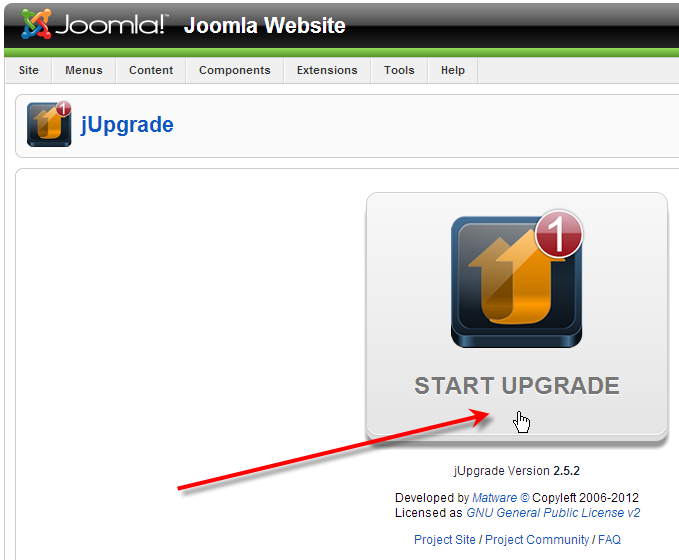 Joomla!™ Joomla Website
Site Menus Content Components Extensions Tools Help
1
jUpgrade
1
START UPGRADE
jUpgrade Version 2.5.2
Developed by Matware © Copyleft 2006-2012
Licensed as GNU General Public License v2
Project Site / Project Community / FAQ